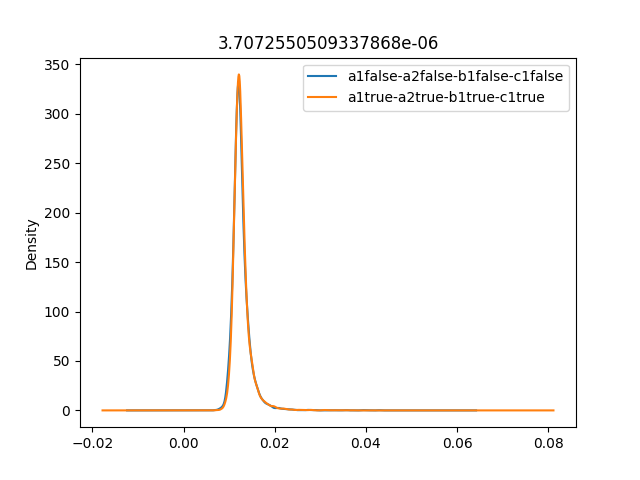 3.7072550509337868e-06
a1false-a2false-b1false-c1false
a1true-a2true-b1true-c1true
Density
350
300
250
200
150
100
50
0
−0.02 0.00 0.02 0.04 0.06 0.08